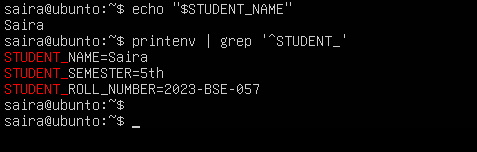 saira@ubunto:~$ echo "$STUDENT_NAME"
Saira
saira@ubunto:~$ printenv | grep '^STUDENT_'
STUDENT_NAME=Saira
STUDENT_SEMESTER=5th
STUDENT_ROLL_NUMBER=2023-BSE-057
saira@ubunto:~$
saira@ubunto:~$ _